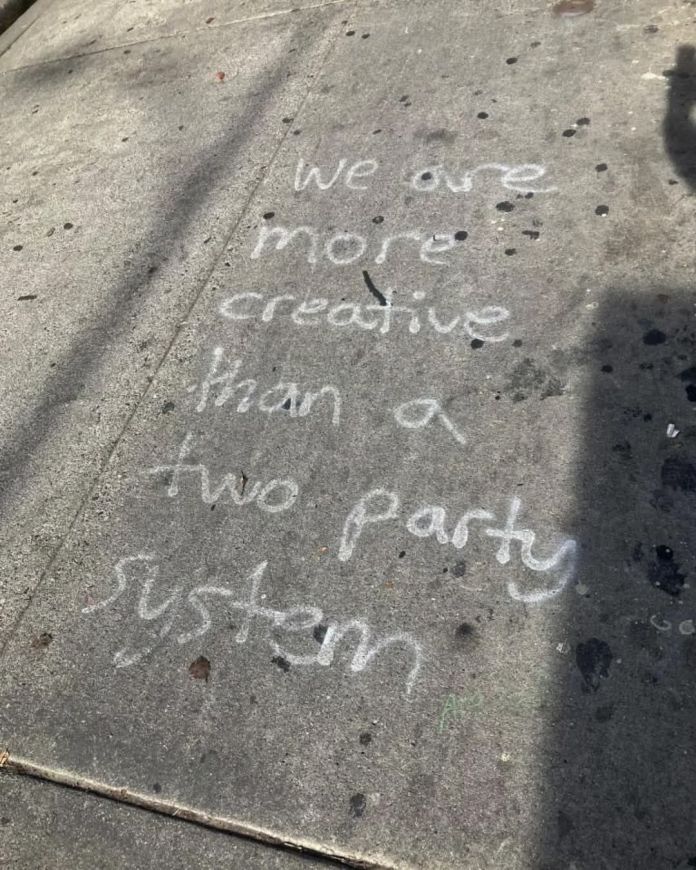 we are
more
creative
than a
two party
system